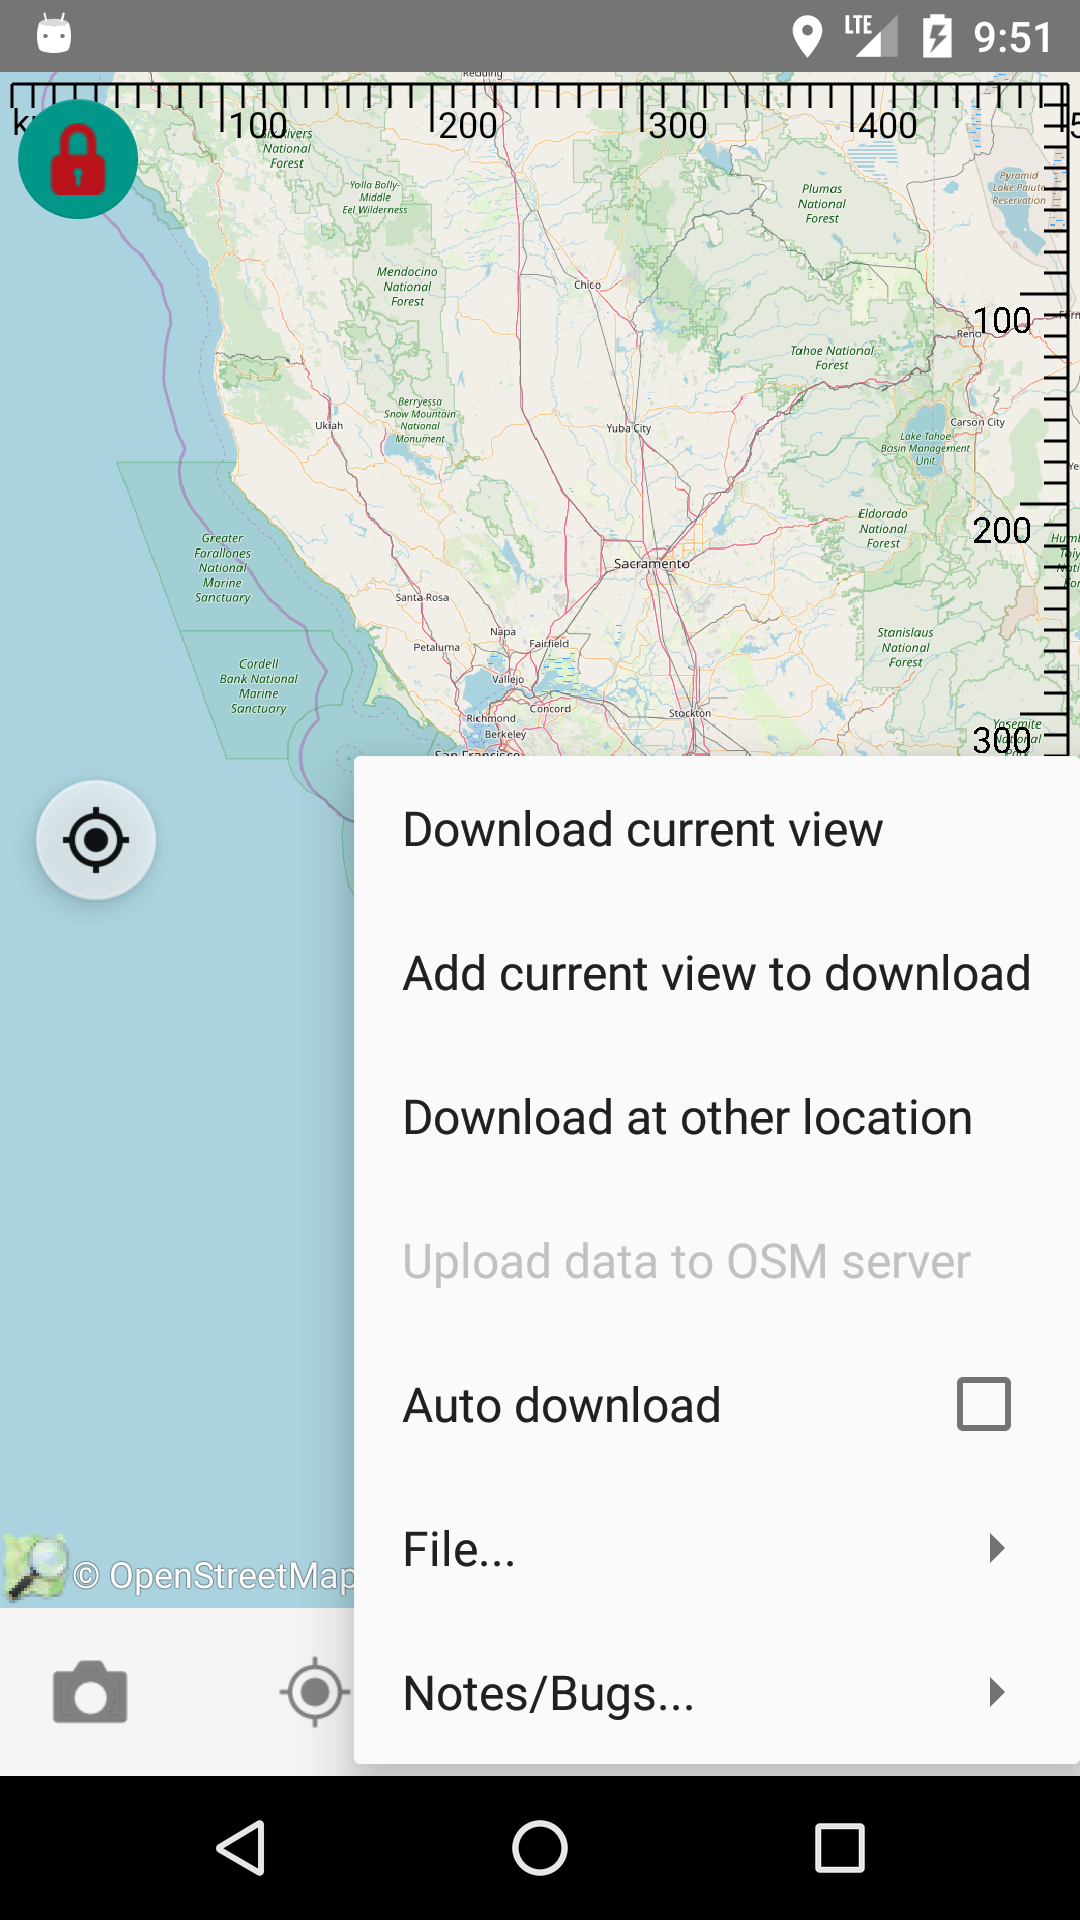 LTE 9:51
Redding
100 200 300 400
National
Forest
Yolla Bolly-
Middle
Eel Wilderness
Plumas
National
Forest
Pyramid
Lake Paiute
Reservation
Mendocino
National
Forest
Chico
100
Reno
Tahoe National
Forest
Berryessa
Snow Mountain
National
Monument
Ukiah
Yuba City
Carson City
Lake Tahoe
Basin Management
Unit
Eldorado
National
Forest
200
Greater
Farallones
National
Marine
Sanctuary
Sacramento
Santa Rosa
Napa
Fairfield
Petaluma
Stanislaus
National
Forest
Cordell
Bank National
Marine
Sanctuary
Vallejo
Concord
Richmond
Berkeley
Stockton
San Francisco
Yosemite
National
Park
300
Download current view
Add current view to download
Download at other location
Upload data to OSM server
Auto download
File...
Notes/Bugs...
© OpenStreetMap